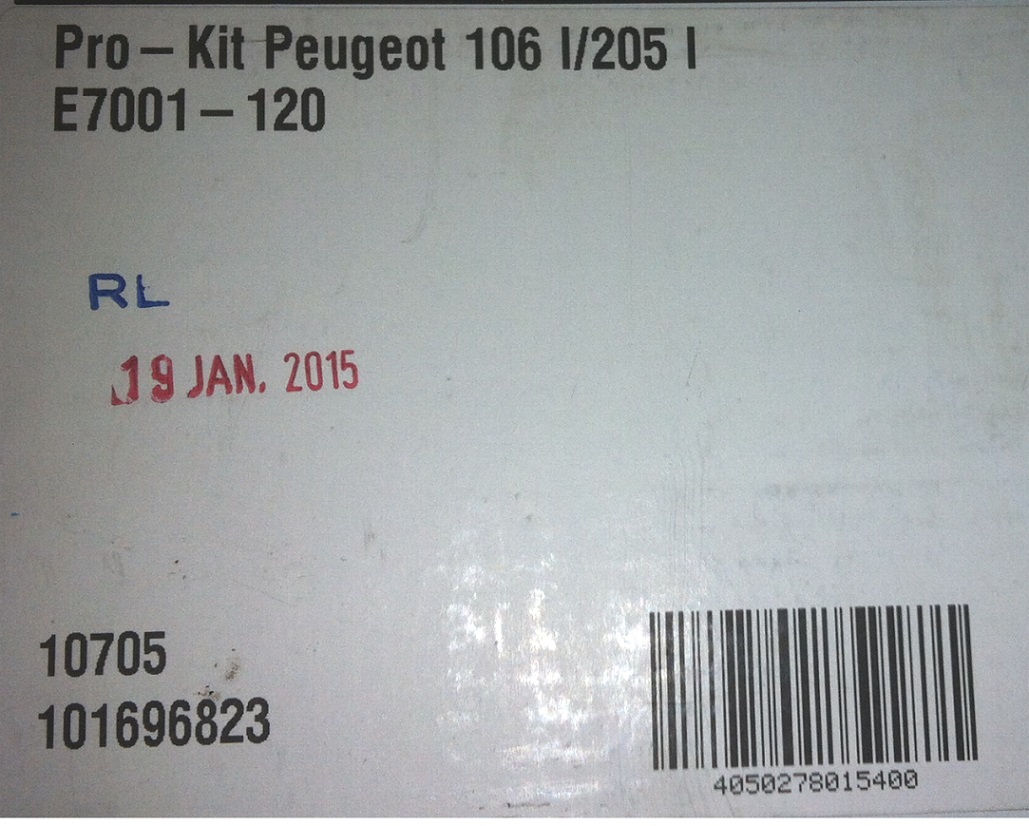 Pro – Kit Peugeot 106 I/205 I
E7001 – 120
RL
19 JAN. 2015
10705
101696823
4050278015400